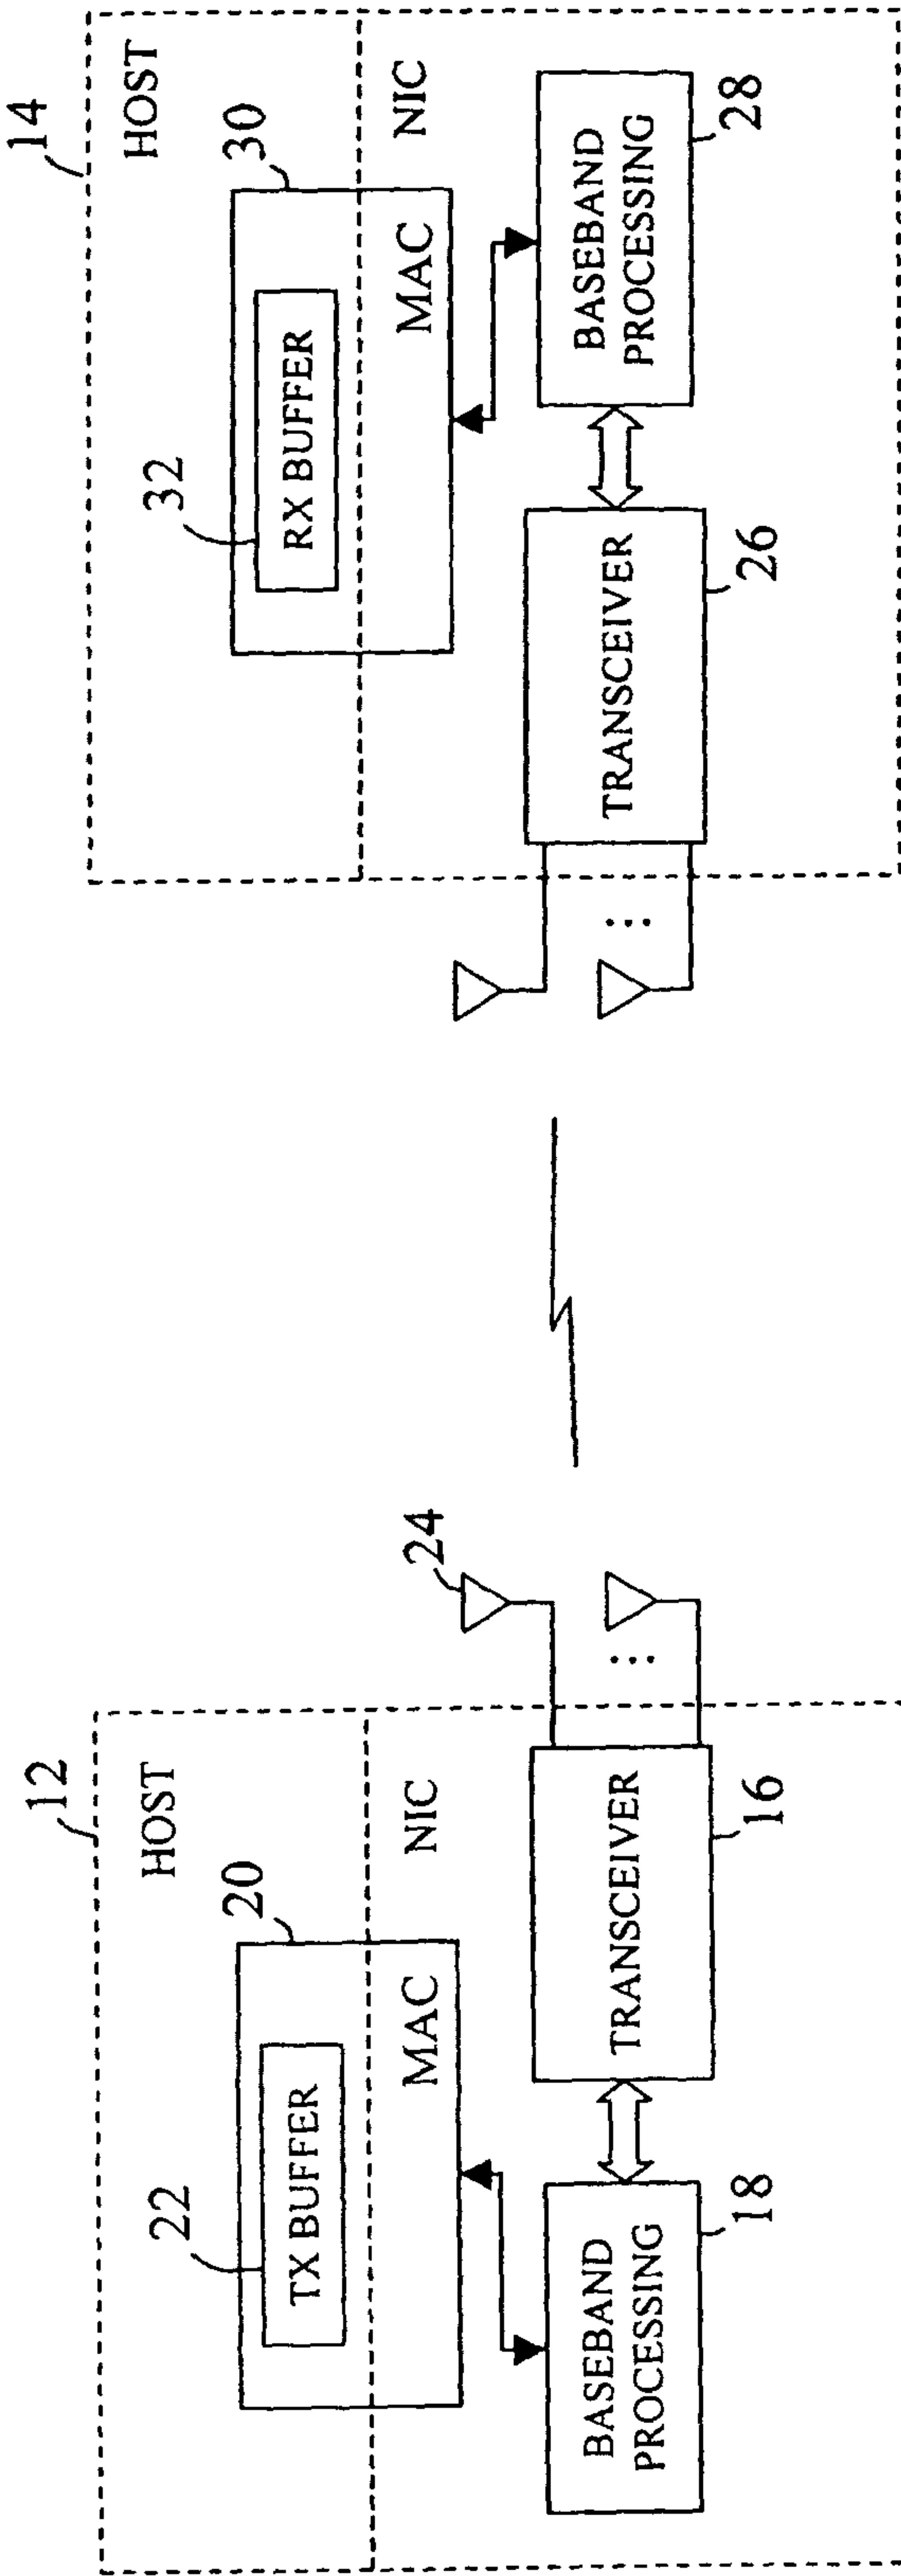 12
HOST
20
22
TX BUFFER
MAC
NIC
24
BASEBAND
PROCESSING
18
TRANSCEIVER
16
14
HOST
30
32
RX BUFFER
MAC
NIC
TRANSCEIVER
26
BASEBAND
PROCESSING
28